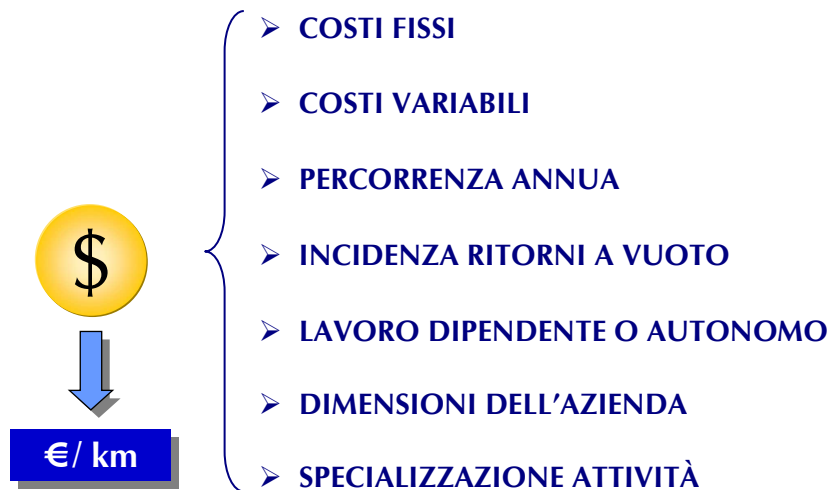 ➢ COSTI FISSI
➢ COSTI VARIABILI
➢ PERCORRENZA ANNUA
$
➢ INCIDENZA RITORNI A VUOTO
➢ LAVORO DIPENDENTE O AUTONOMO
➢ DIMENSIONI DELL’AZIENDA
€/ km
➢ SPECIALIZZAZIONE ATTIVITÀ